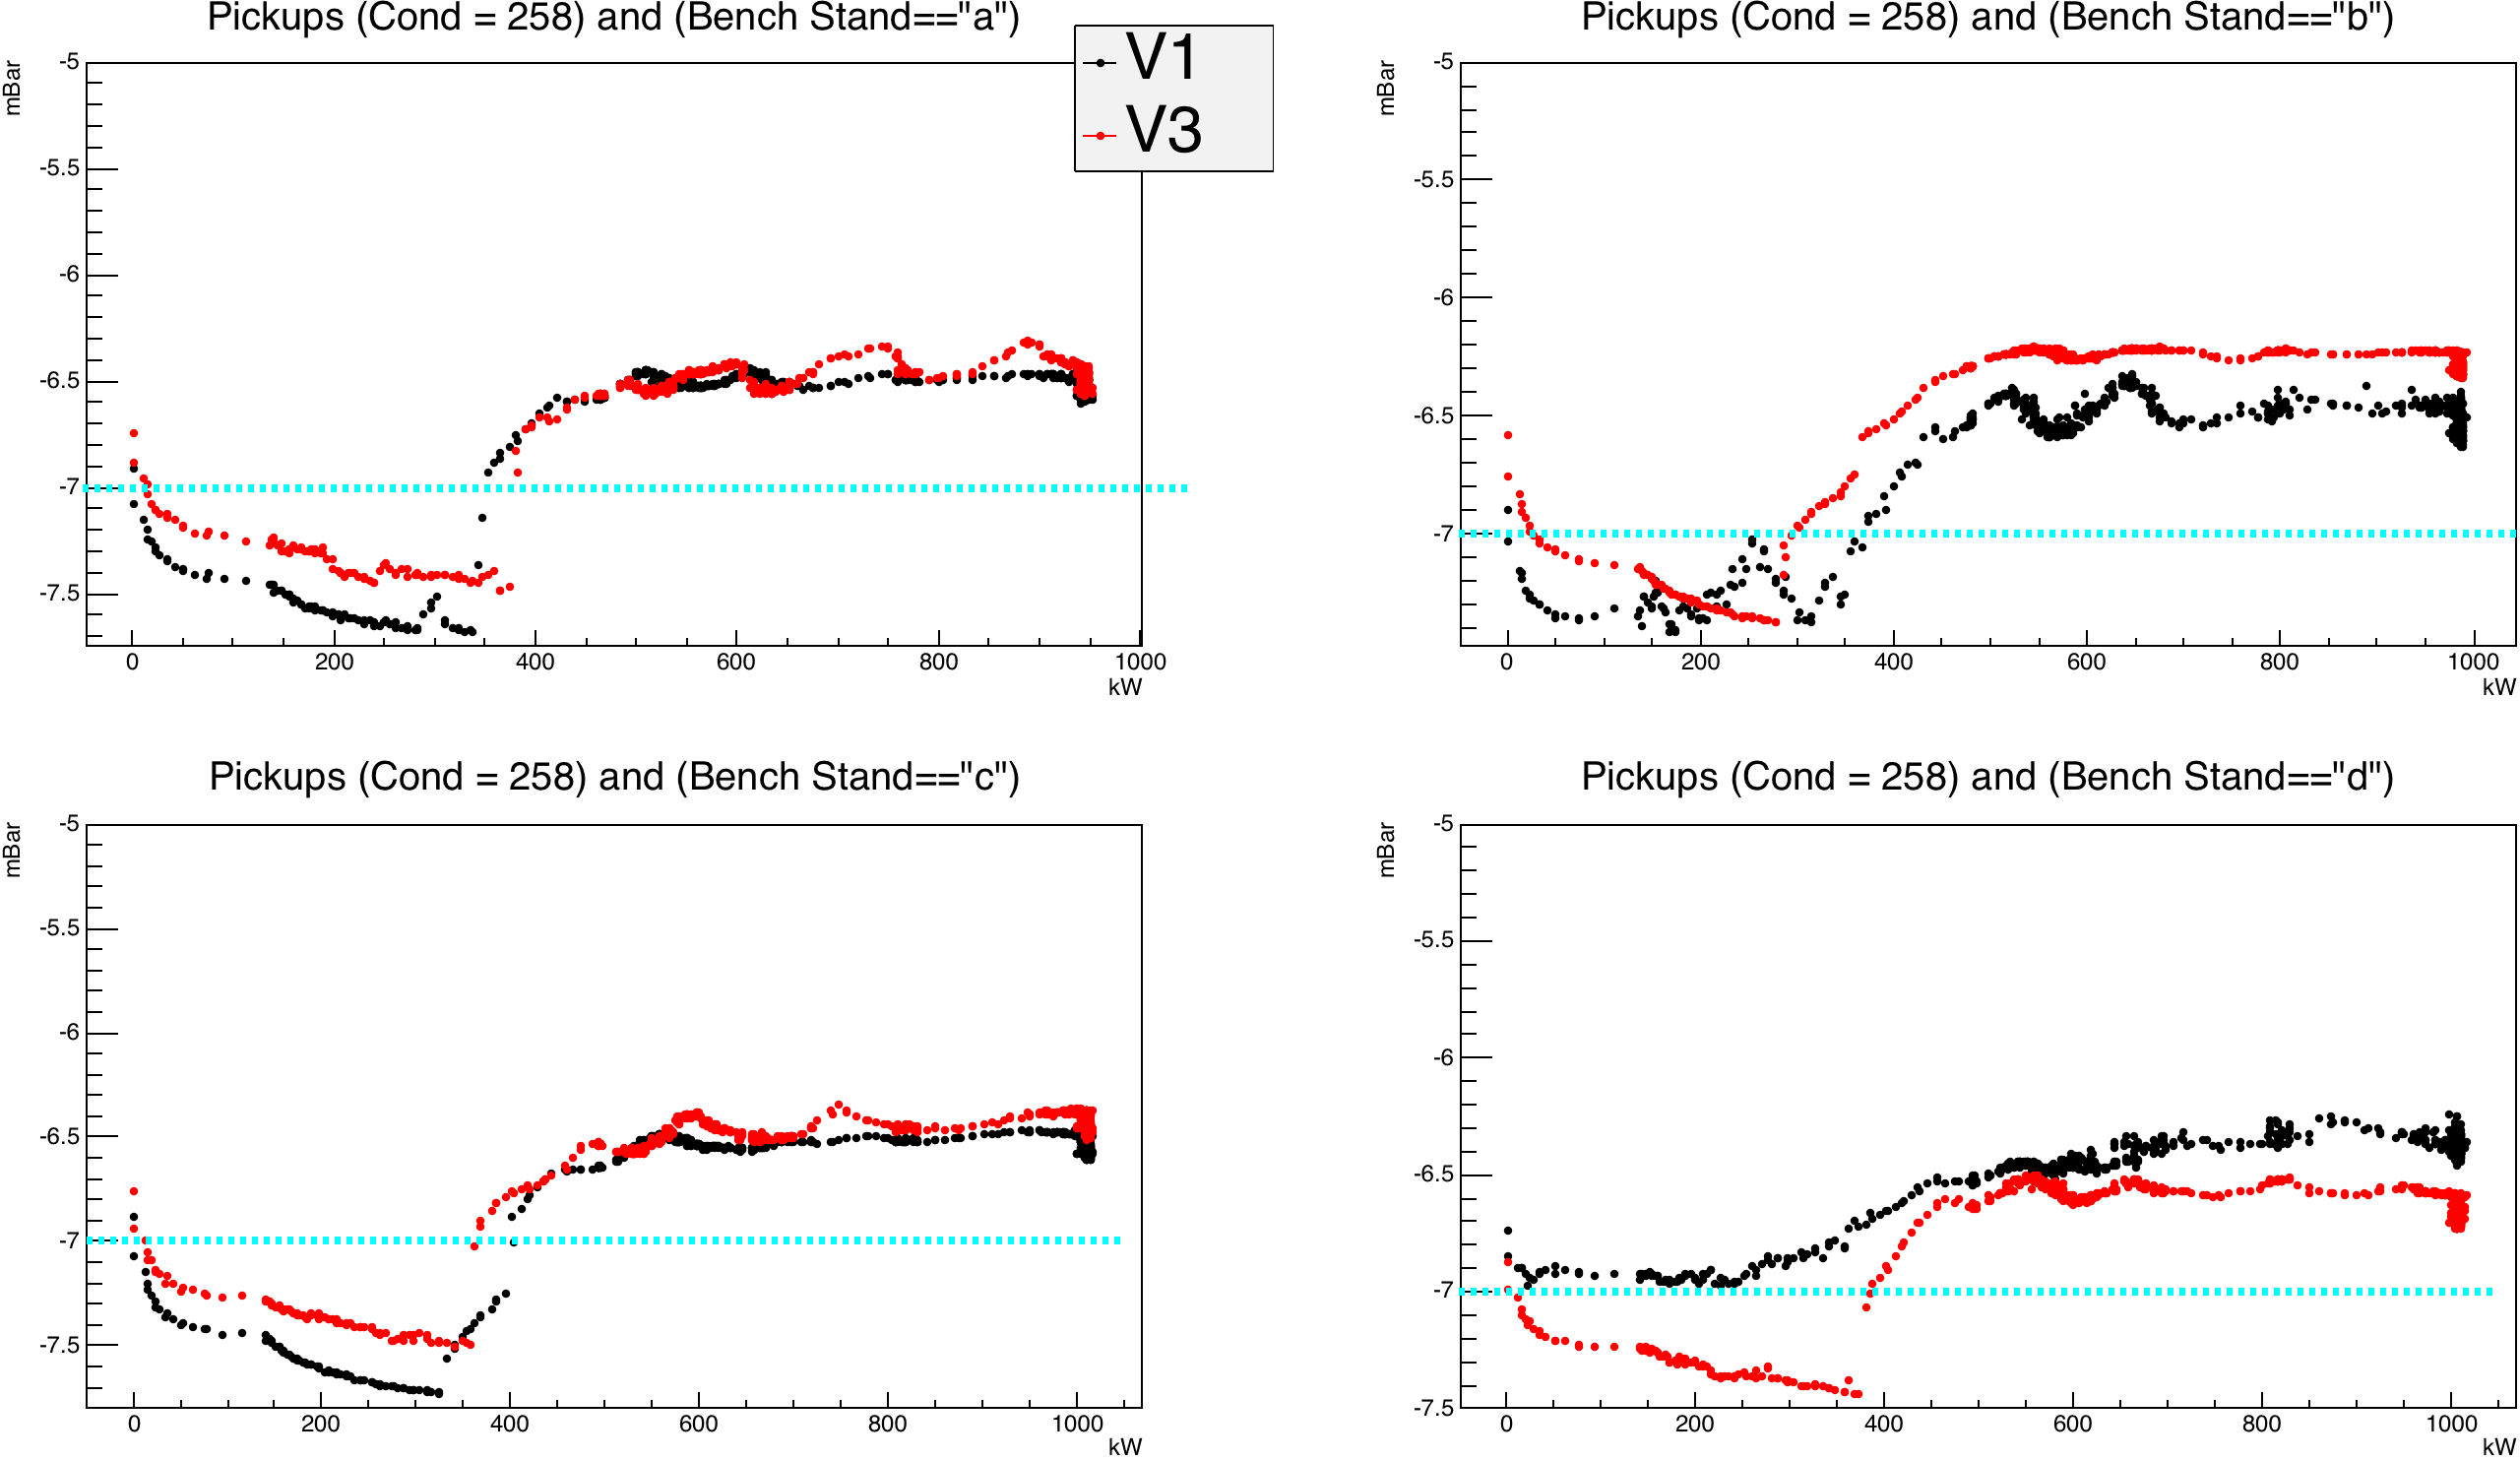 Pickups (Cond = 258) and (Bench Stand=="a")
mBar
V1
V3
-5
-5.5
-6
-6.5
-7
-7.5
0 200 400 600 800 1000
kW
Pickups (Cond = 258) and (Bench Stand=="b")
mBar
-5
-5.5
-6
-6.5
-7
0 200 400 600 800 1000
kW
Pickups (Cond = 258) and (Bench Stand=="c")
mBar
-5
-5.5
-6
-6.5
-7
-7.5
0 200 400 600 800 1000
kW
Pickups (Cond = 258) and (Bench Stand=="d")
mBar
-5
-5.5
-6
-6.5
-7
-7.5
0 200 400 600 800 1000
kW